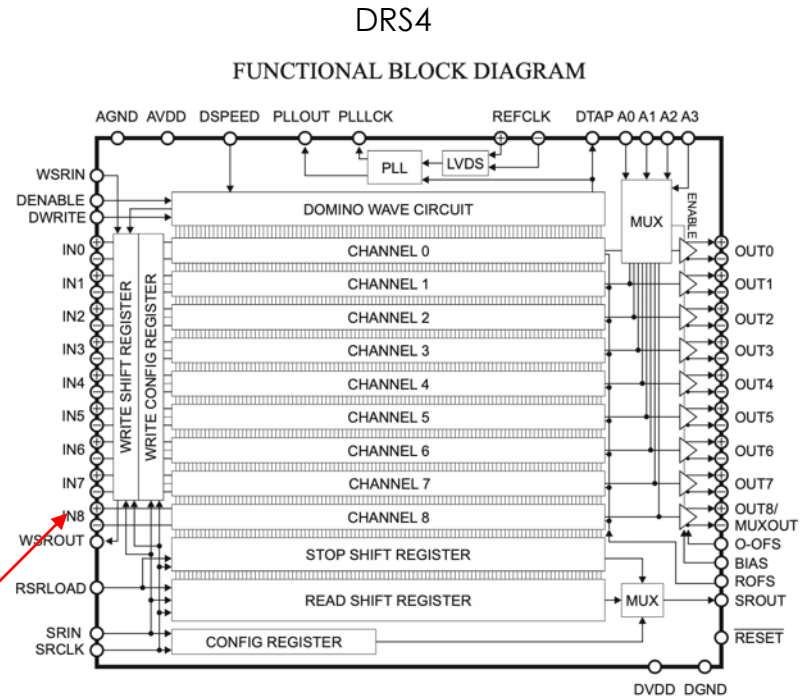 DRS4
FUNCTIONAL BLOCK DIAGRAM
AGND AVDD DSPEED PLLOUT PLLLCK REFCLK DTAP A0 A1 A2 A3
WSRIN
DENABLE
DWRITE
PLL
LVDS
DOMINO WAVE CIRCUIT
MUX
ENABLE
WRITE SHIFT REGISTER
WRITE CONFIG REGISTER
IN0 CHANNEL 0 OUT0
IN1 CHANNEL 1 OUT1
IN2 CHANNEL 2 OUT2
IN3 CHANNEL 3 OUT3
IN4 CHANNEL 4 OUT4
IN5 CHANNEL 5 OUT5
IN6 CHANNEL 6 OUT6
IN7 CHANNEL 7 OUT7
IN8 CHANNEL 8 OUT8/
MUXOUT
WSROUT O-OFS
STOP SHIFT REGISTER BIAS
RSRLOAD ROFS
READ SHIFT REGISTER MUX SROUT
SRIN
CONFIG REGISTER RESET
SRCLK
DVDD DGND